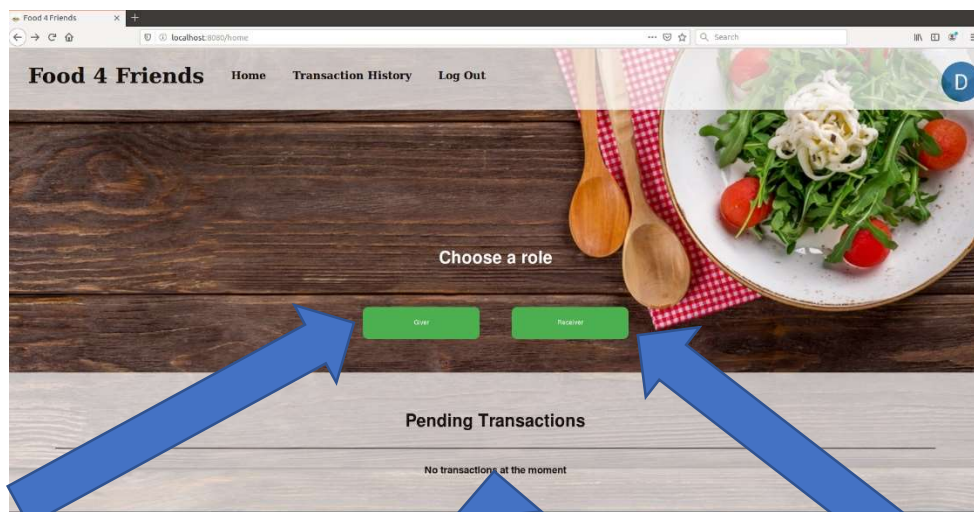 Food 4 Friends
localhost:8080/home
Search
Food 4 Friends Home Transaction History Log Out
D
Choose a role
Giver Receiver
Pending Transactions
No transactions at the moment